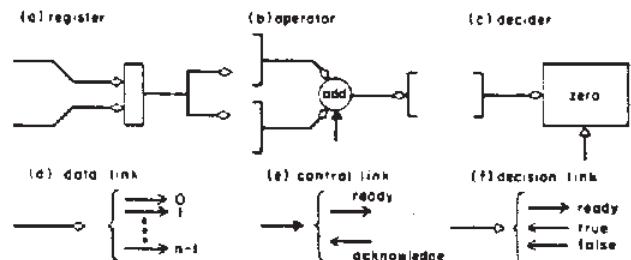 (a) register
(b) operator
(c) decider
add
zero
(d) data link
(e) control link
(f) decision link
0
1
n-1
ready
acknowledge
ready
true
false